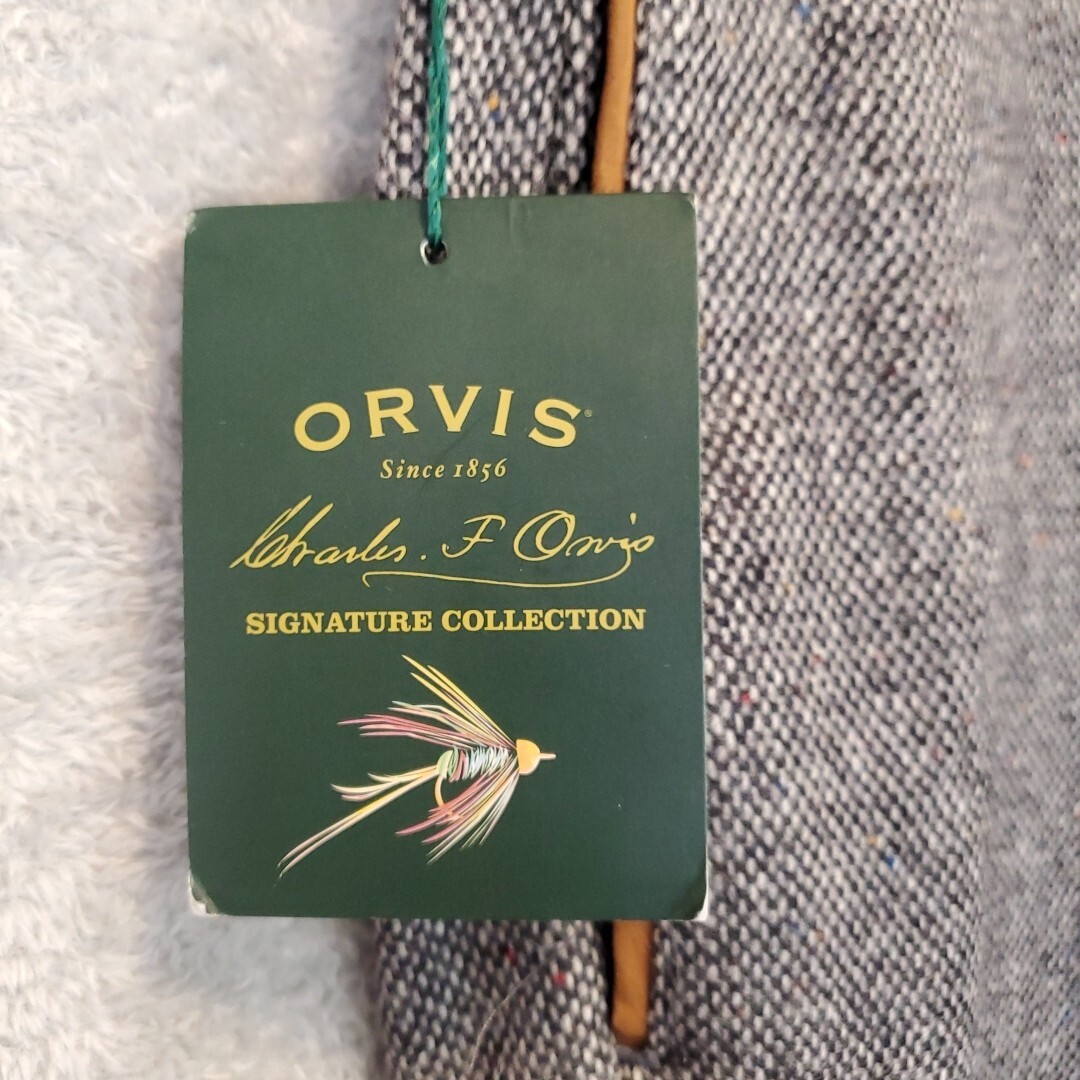 ORVIS®
Since 1856
Charles. F Orvis
SIGNATURE COLLECTION